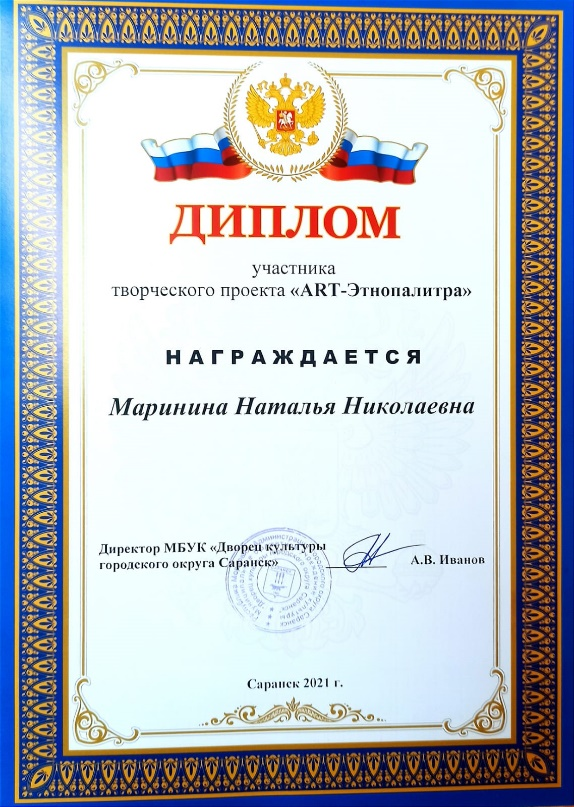 ДИПЛОМ
участника
творческого проекта «ART-Этнопалитра»
НАГРАЖДАЕТСЯ
Маринина Наталья Николаевна
Директор МБУК «Дворец культуры
городского округа Саранск»
А.В. Иванов
Саранск 2021 г.